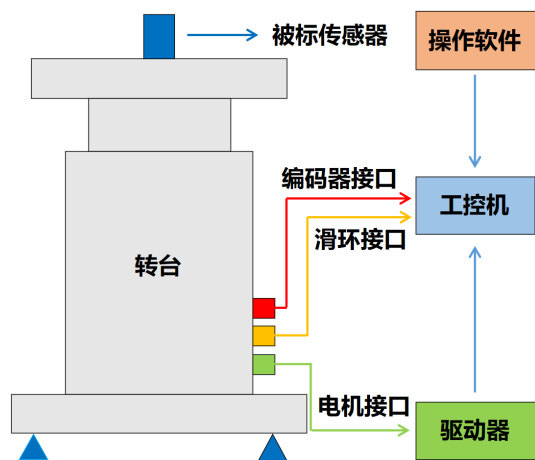 被标传感器
操作软件
编码器接口
工控机
滑环接口
转台
电机接口
驱动器